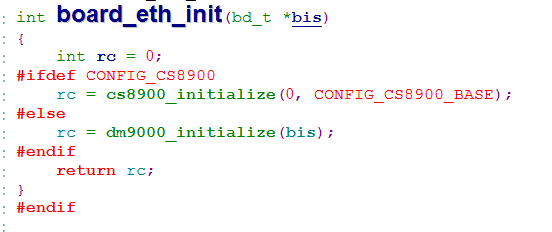 int board_eth_init(bd_t *bis)
{
    int rc = 0;
#ifdef CONFIG_CS8900
    rc = cs8900_initialize(0, CONFIG_CS8900_BASE);
#else
    rc = dm9000_initialize(bis);
#endif
    return rc;
}
#endif